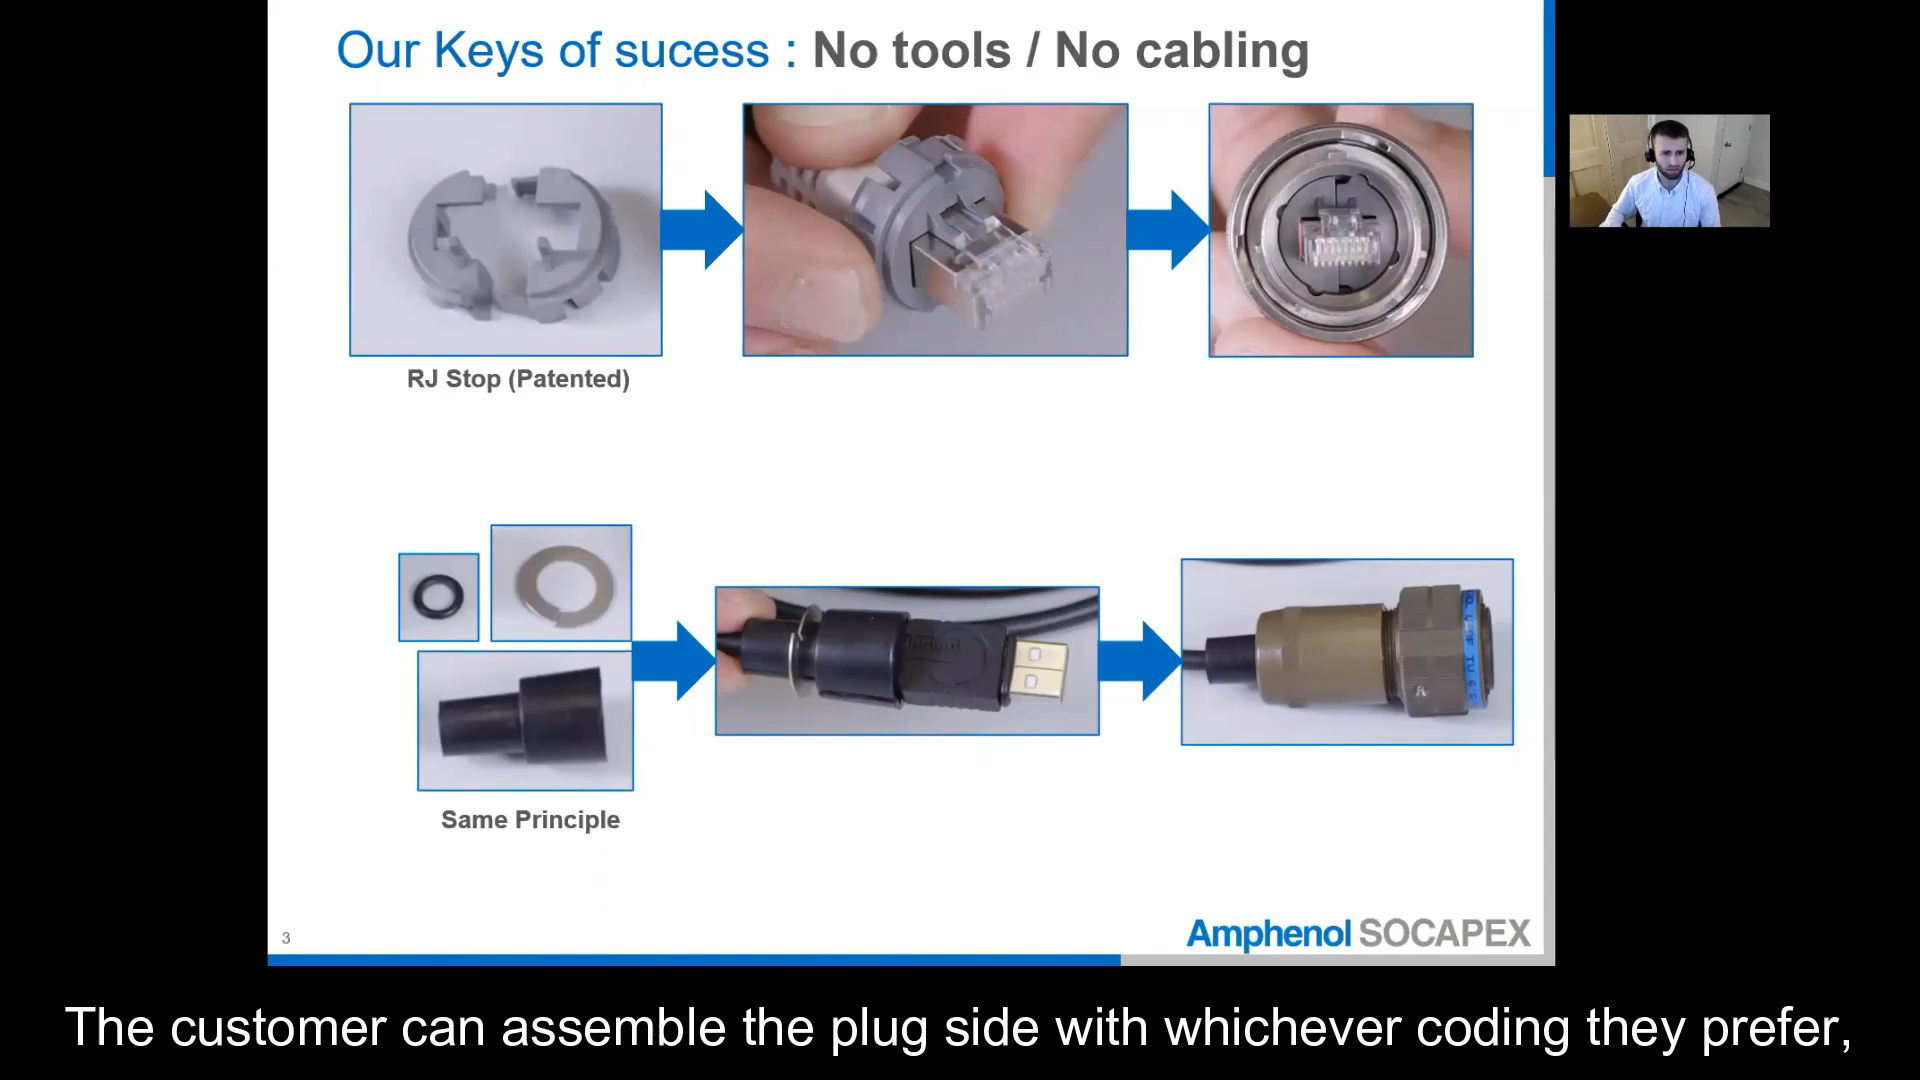 Our Keys of sucess : No tools / No cabling
RJ Stop (Patented)
Same Principle
3
Amphenol SOCAPEX
The customer can assemble the plug side with whichever coding they prefer,